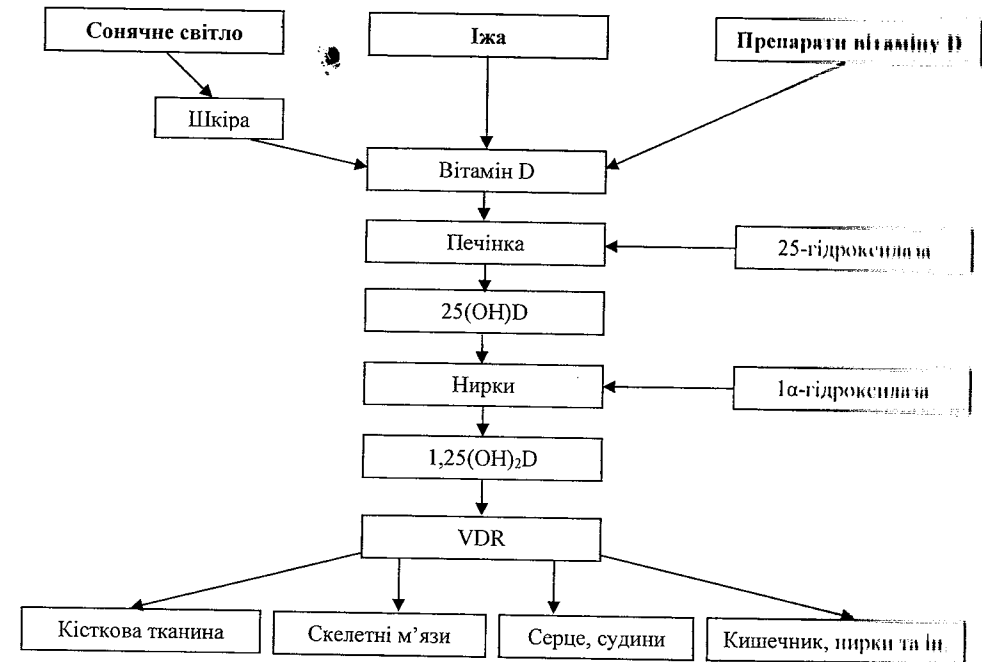 Сонячне світло
Їжа
Препарати вітаміну D
Шкіра
Вітамін D
Печінка
25-гідроксилаза
25(OH)D
Нирки
1α-гідроксилаза
1,25(OH)₂D
VDR
Кісткова тканина
Скелетні м’язи
Серце, судини
Кишечник, нирки та ін.